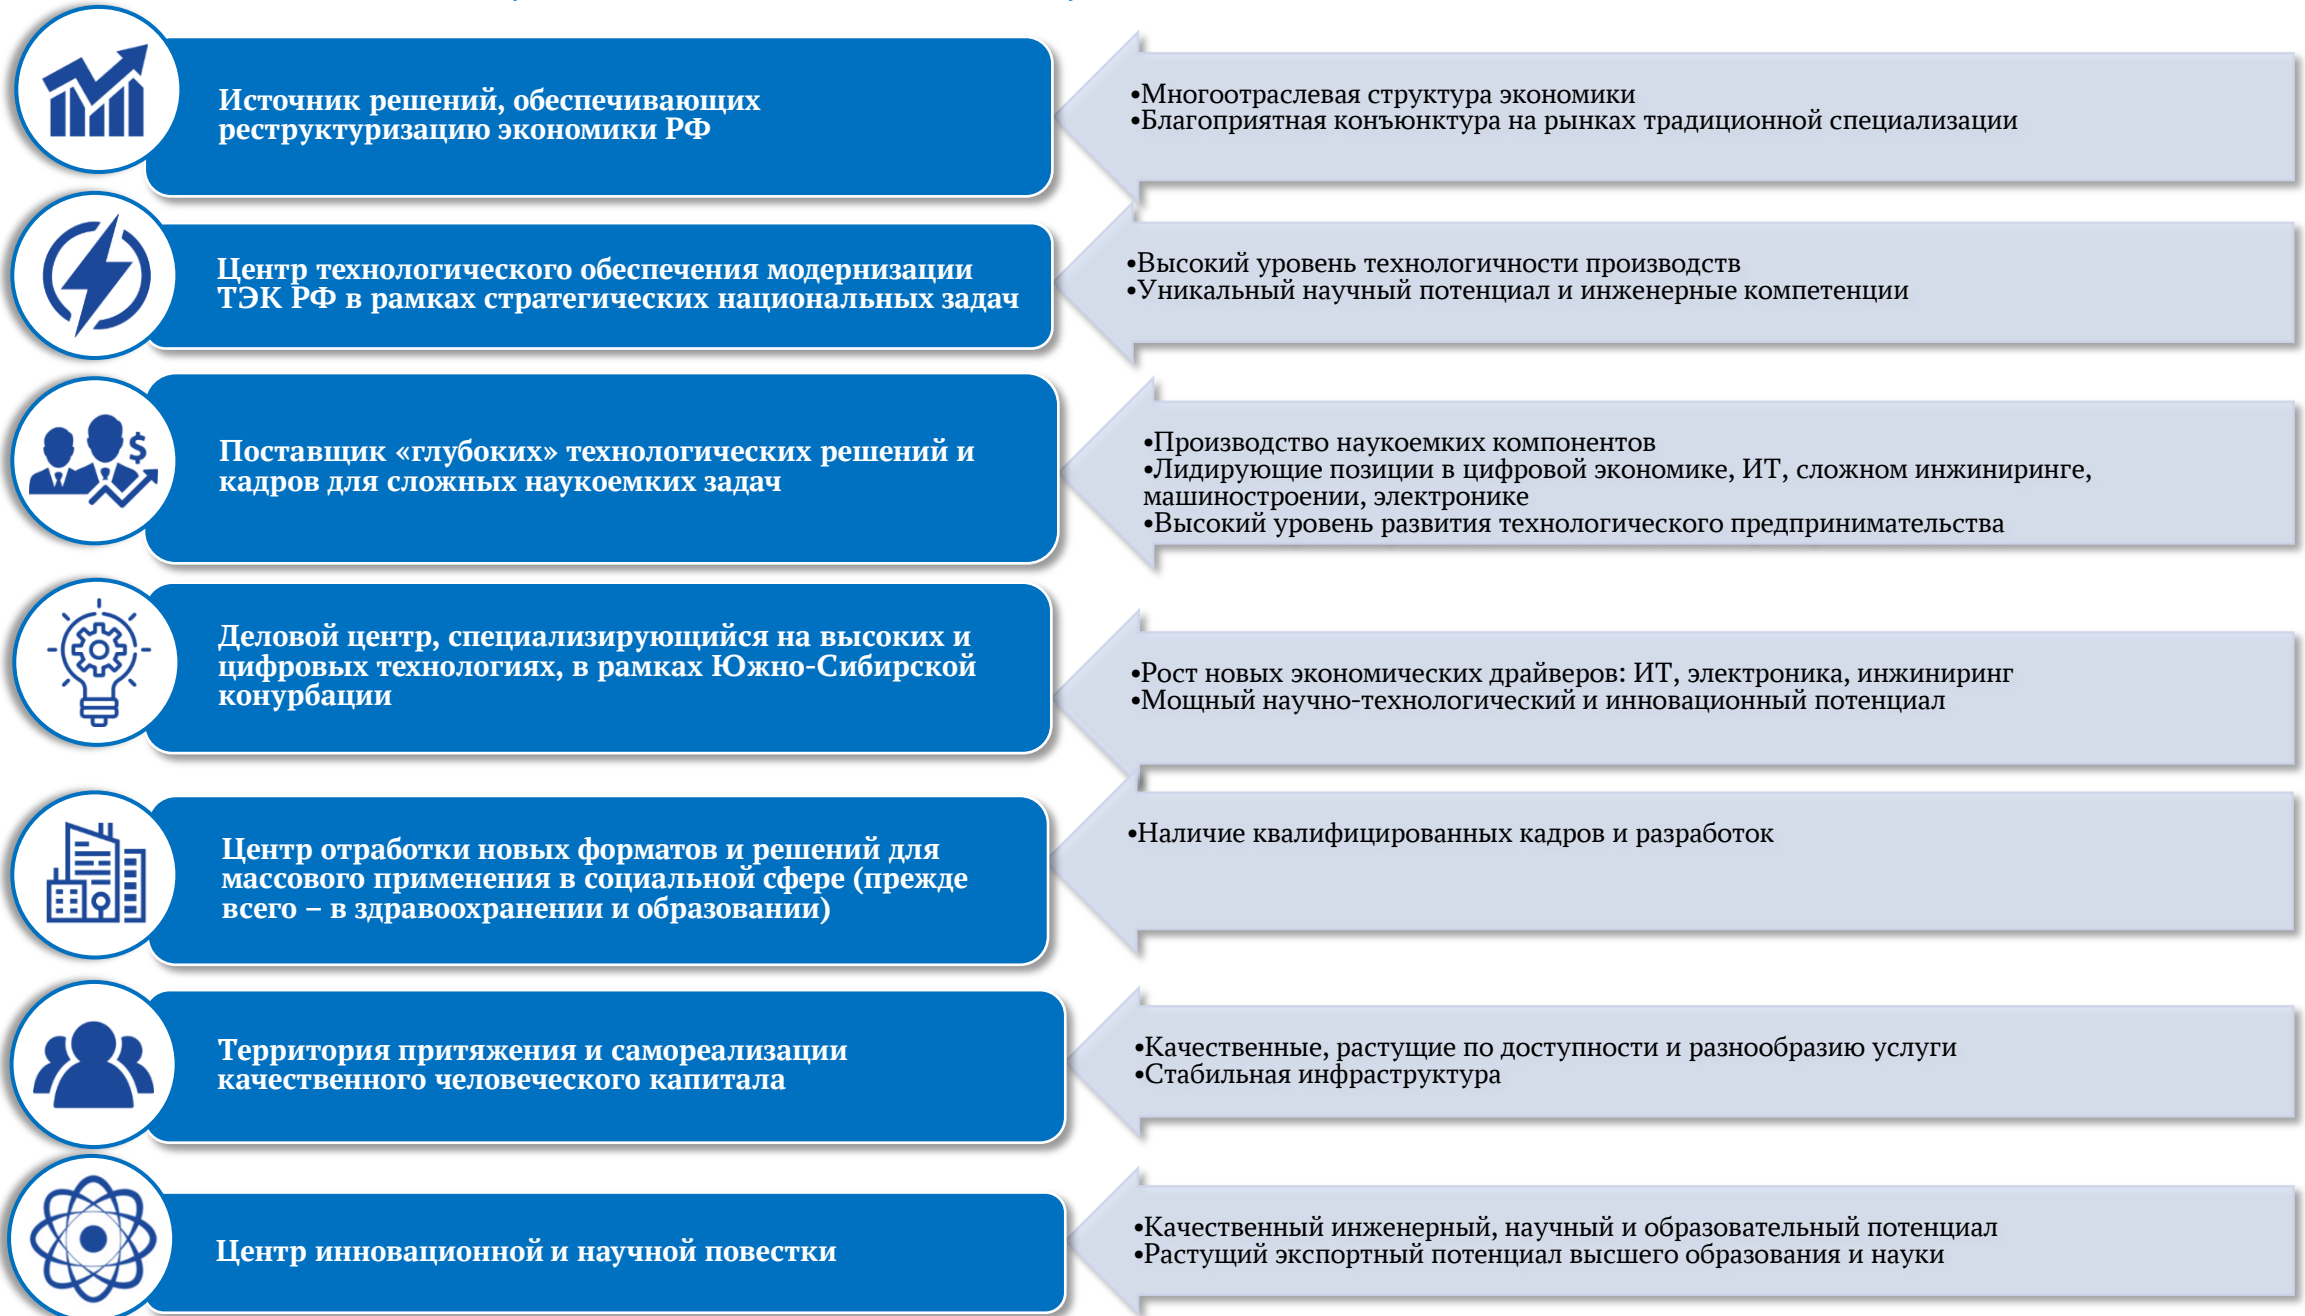 Источник решений, обеспечивающих
реструктуризацию экономики РФ
•Многоотраслевая структура экономики
•Благоприятная конъюнктура на рынках традиционной специализации
Центр технологического обеспечения модернизации
ТЭК РФ в рамках стратегических национальных задач
•Высокий уровень технологичности производств
•Уникальный научный потенциал и инженерные компетенции
Поставщик «глубоких» технологических решений и
кадров для сложных наукоемких задач
•Производство наукоемких компонентов
•Лидирующие позиции в цифровой экономике, ИТ, сложном инжиниринге,
машиностроении, электронике
•Высокий уровень развития технологического предпринимательства
Деловой центр, специализирующийся на высоких и
цифровых технологиях, в рамках Южно-Сибирской
конурбации
•Рост новых экономических драйверов: ИТ, электроника, инжиниринг
•Мощный научно-технологический и инновационный потенциал
Центр отработки новых форматов и решений для
массового применения в социальной сфере (прежде
всего – в здравоохранении и образовании)
•Наличие квалифицированных кадров и разработок
Территория притяжения и самореализации
качественного человеческого капитала
•Качественные, растущие по доступности и разнообразию услуги
•Стабильная инфраструктура
Центр инновационной и научной повестки
•Качественный инженерный, научный и образовательный потенциал
•Растущий экспортный потенциал высшего образования и науки